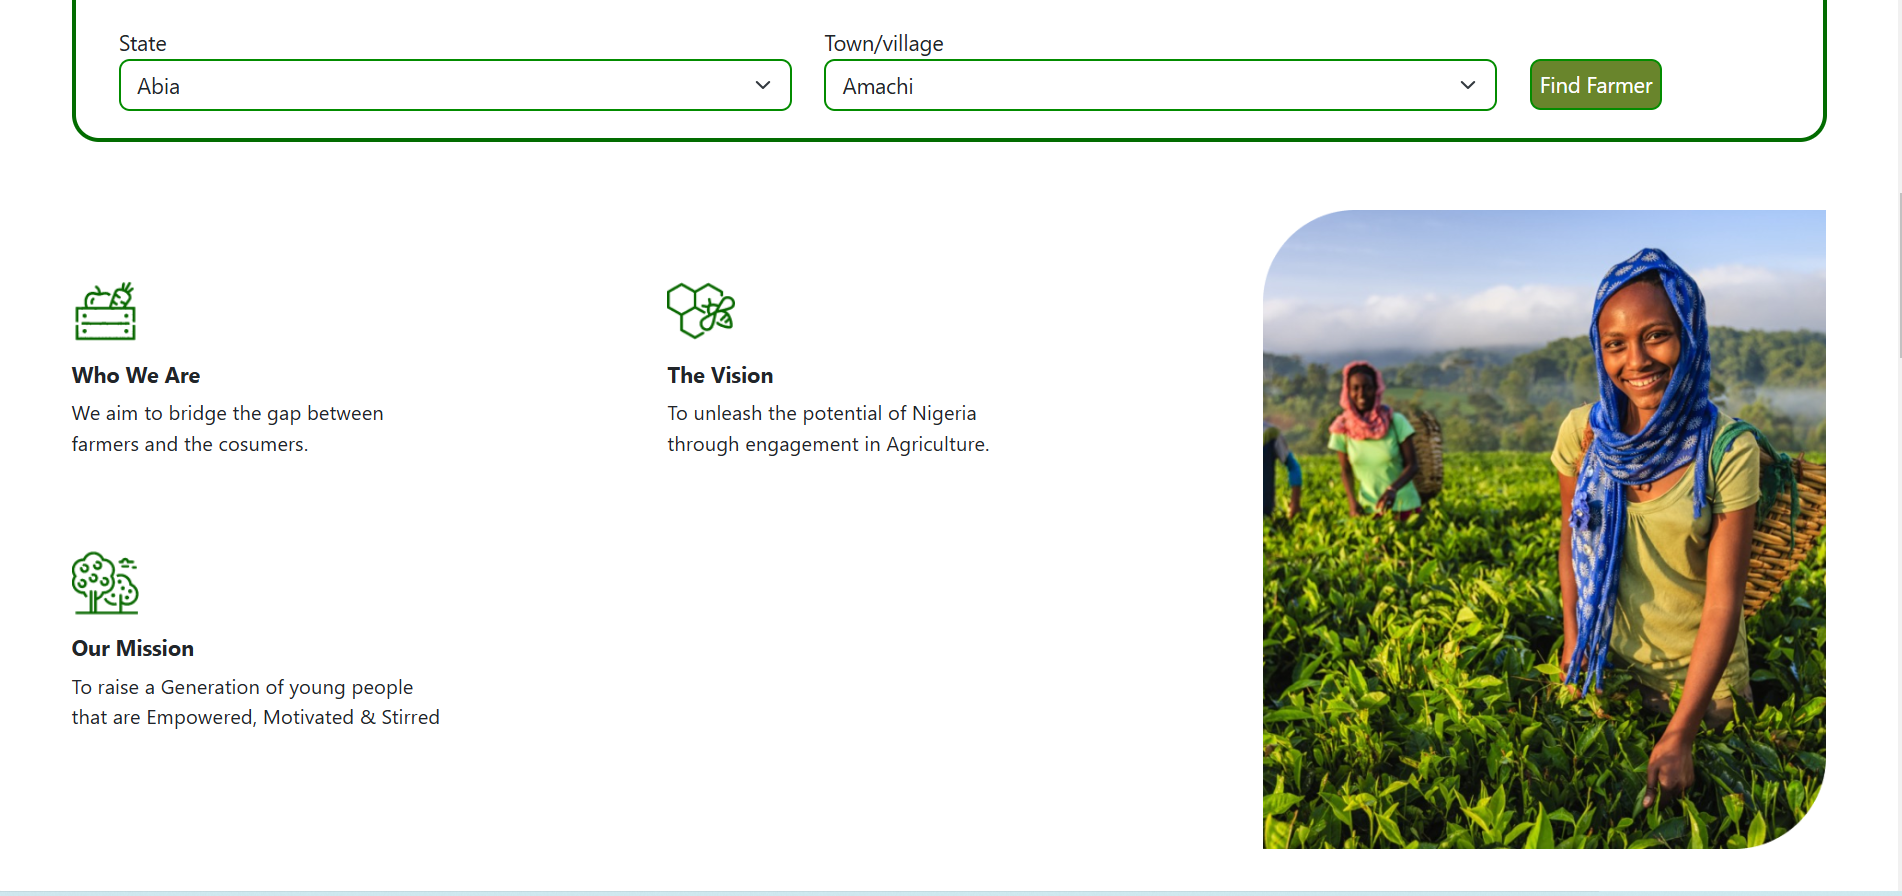 State
Town/village
Abia
Amachi
Find Farmer
Who We Are
We aim to bridge the gap between
farmers and the cosumers.
The Vision
To unleash the potential of Nigeria
through engagement in Agriculture.
Our Mission
To raise a Generation of young people
that are Empowered, Motivated & Stirred